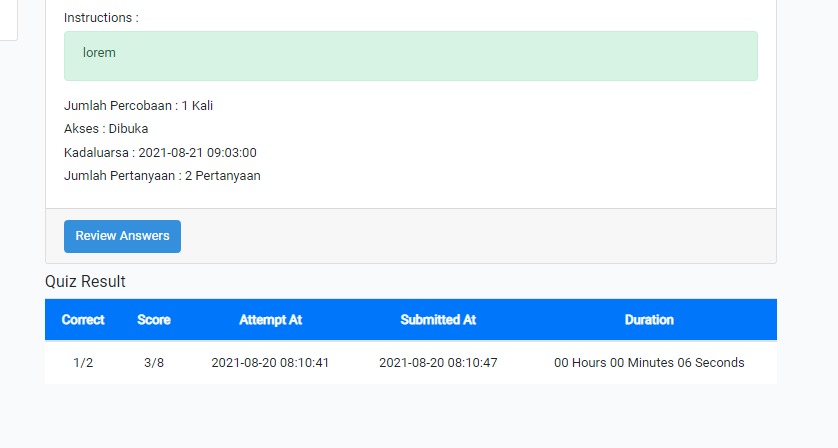 Instructions :
lorem
Jumlah Percobaan : 1 Kali
Akses : Dibuka
Kadaluarsa : 2021-08-21 09:03:00
Jumlah Pertanyaan : 2 Pertanyaan
Review Answers
Quiz Result
Correct Score Attempt At Submitted At Duration
1/2 3/8 2021-08-20 08:10:41 2021-08-20 08:10:47 00 Hours 00 Minutes 06 Seconds